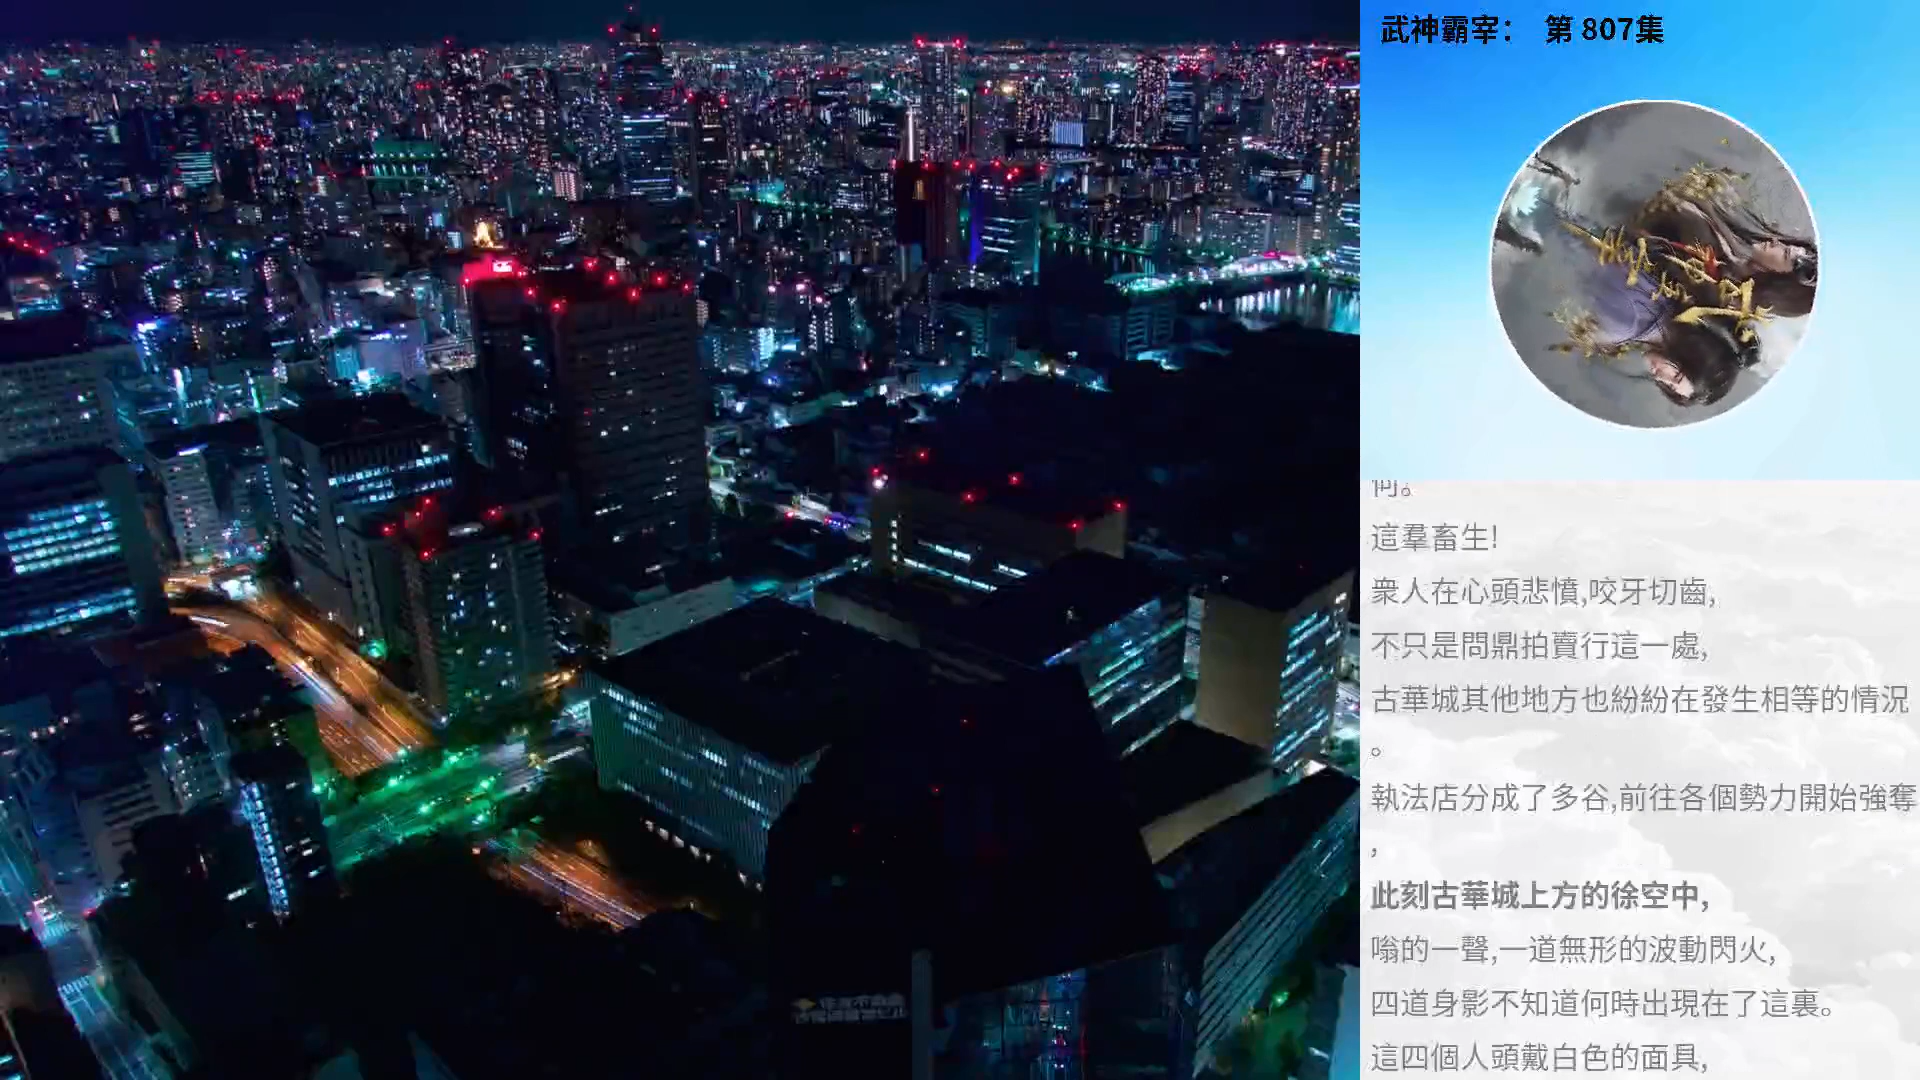 武神霸宰： 第 807集
何。
這羣畜生!
衆人在心頭悲憤,咬牙切齒,
不只是問鼎拍賣行這一處,
古華城其他地方也紛紛在發生相等的情況
。
執法店分成了多谷,前往各個勢力開始強奪
,
此刻古華城上方的徐空中,
嗡的一聲,一道無形的波動閃火,
四道身影不知道何時出現在了這裏。
這四個人頭戴白色的面具,